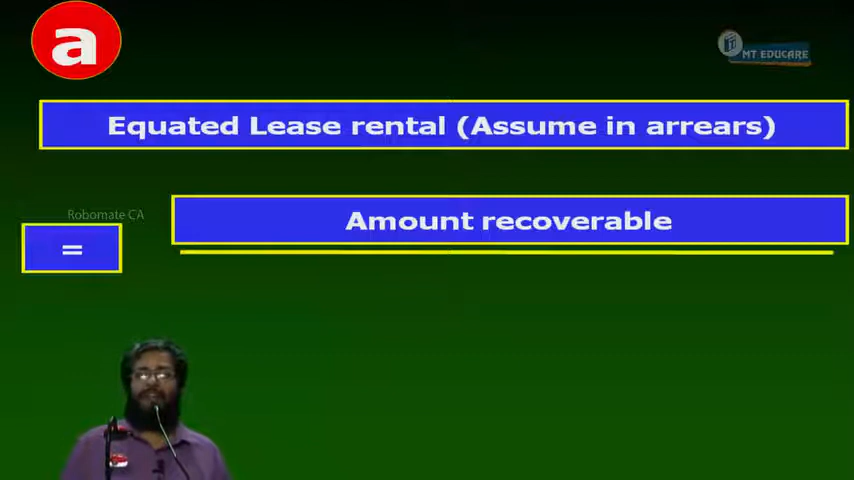 a
MT EDUCARE
Equated Lease rental (Assume in arrears)
Robomate CA
Amount recoverable
=